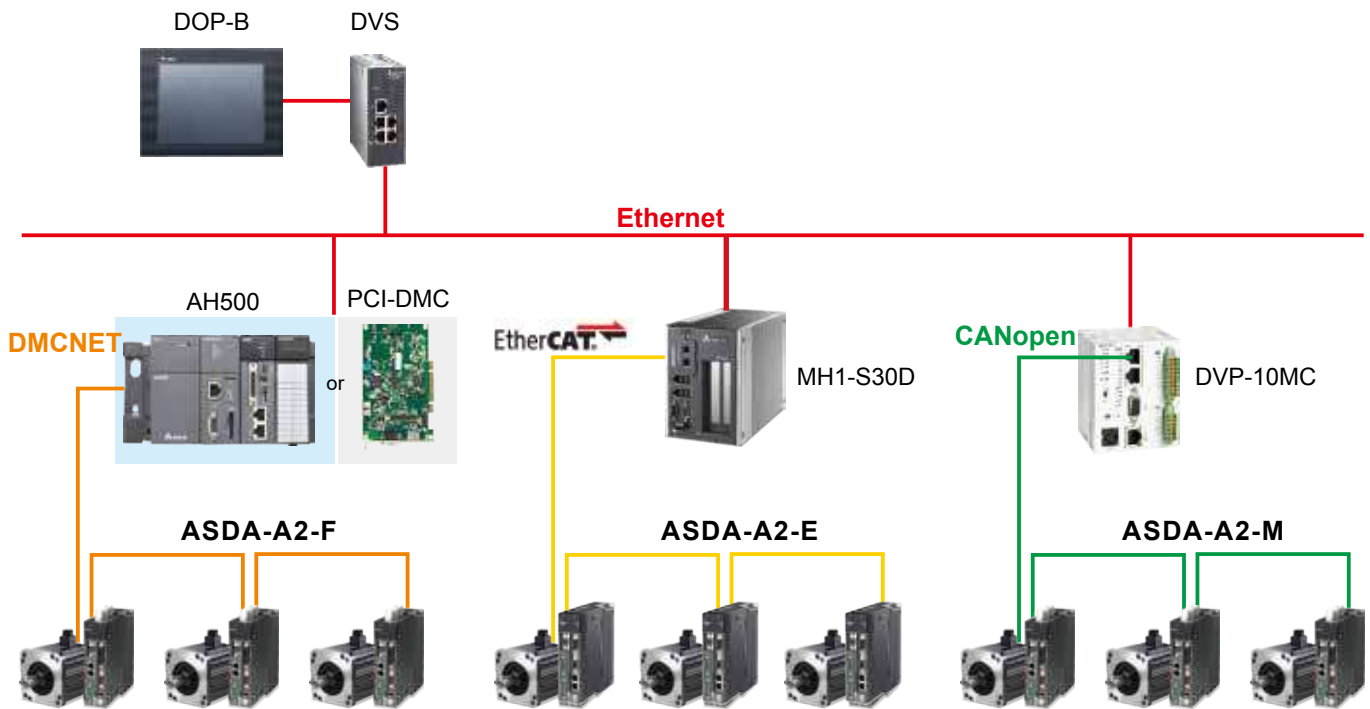 DOP-B
DVS
Ethernet
AH500
PCI-DMC
DMCNET
or
EtherCAT.
MH1-S30D
CANopen
DVP-10MC
ASDA-A2-F
ASDA-A2-E
ASDA-A2-M